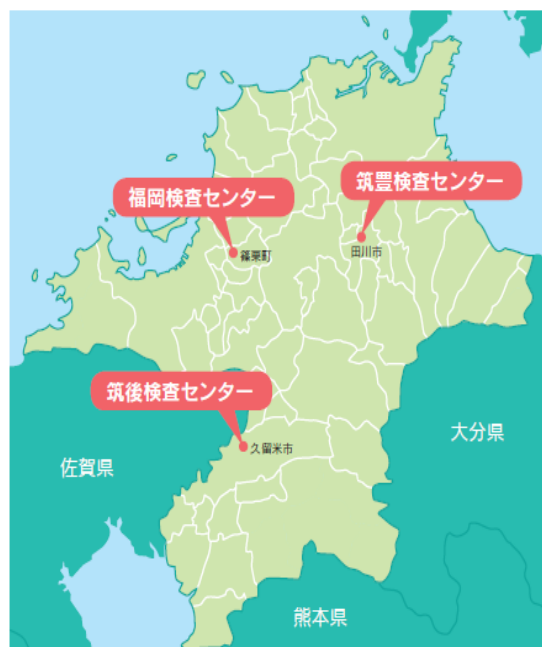 筑豊検査センター
福岡検査センター
篠栗町
田川市
筑後検査センター
久留米市
大分県
佐賀県
熊本県